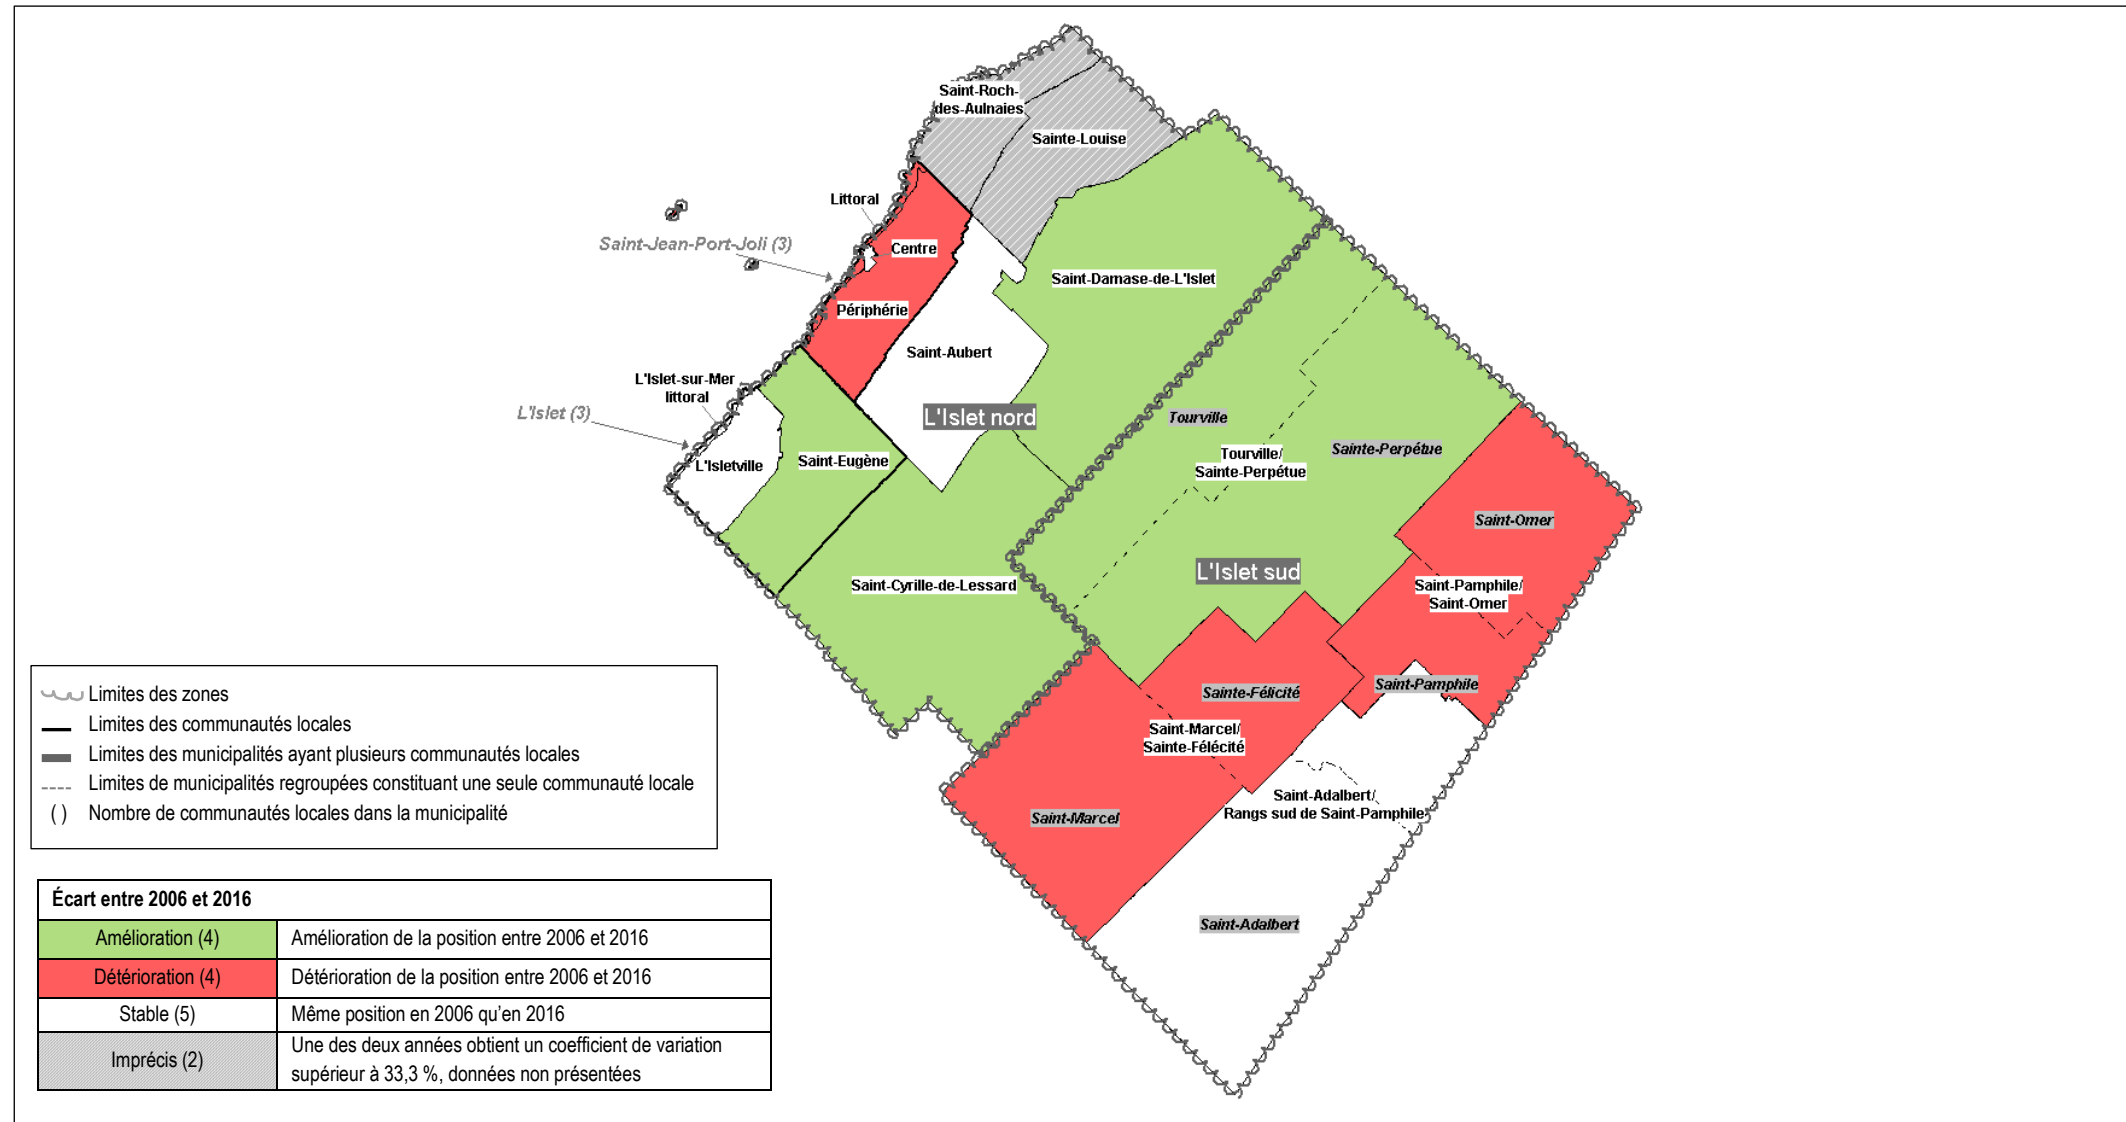 Saint-Roch-
des-Aulnaies
Sainte-Louise
Littoral
Saint-Jean-Port-Joli (3)
Centre
Saint-Damase-de-L'Islet
Périphérie
Saint-Aubert
L'Islet-sur-Mer
littoral
L'Islet (3)
L'Islet nord
Tourville
Sainte-Perpétue
Tourville/
Sainte-Perpétue
Saint-Eugène
L'Isletville
Saint-Omer
L'Islet sud
Saint-Cyrille-de-Lessard
Saint-Pamphile/
Saint-Omer
Saint-Pamphile
Sainte-Félicité
Saint-Marcel/
Sainte-Félécité
Saint-Adalbert/
Rangs sud de Saint-Pamphile
Saint-Marcel
Saint-Adalbert
Limites des zones
Limites des communautés locales
Limites des municipalités ayant plusieurs communautés locales
Limites de municipalités regroupées constituant une seule communauté locale
( ) Nombre de communautés locales dans la municipalité
Écart entre 2006 et 2016
Amélioration (4) Amélioration de la position entre 2006 et 2016
Détérioration (4) Détérioration de la position entre 2006 et 2016
Stable (5) Même position en 2006 qu'en 2016
Imprécis (2) Une des deux années obtient un coefficient de variation
supérieur à 33,3 %, données non présentées